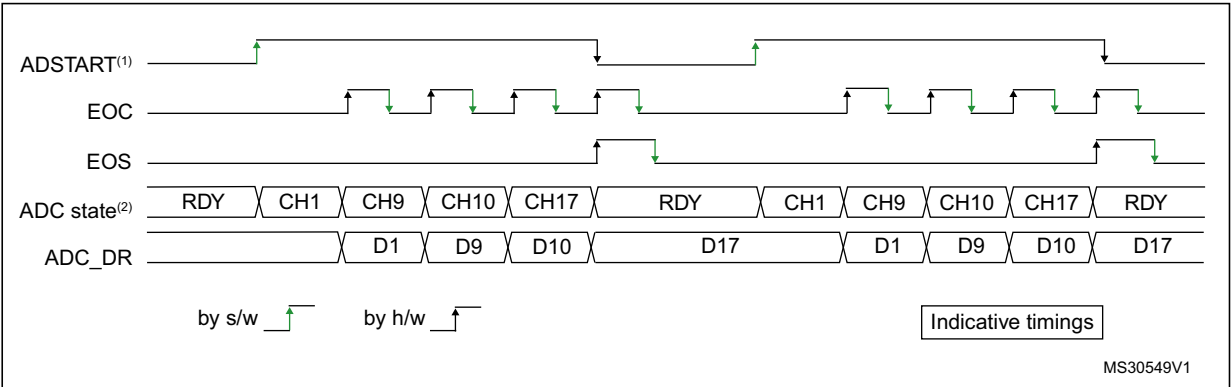 ADSTART(1)
EOC
EOS
ADC state(2) RDY CH1 CH9 CH10 CH17 RDY CH1 CH9 CH10 CH17 RDY
ADC_DR D1 D9 D10 D17 D1 D9 D10 D17
by s/w by h/w Indicative timings
MS30549V1